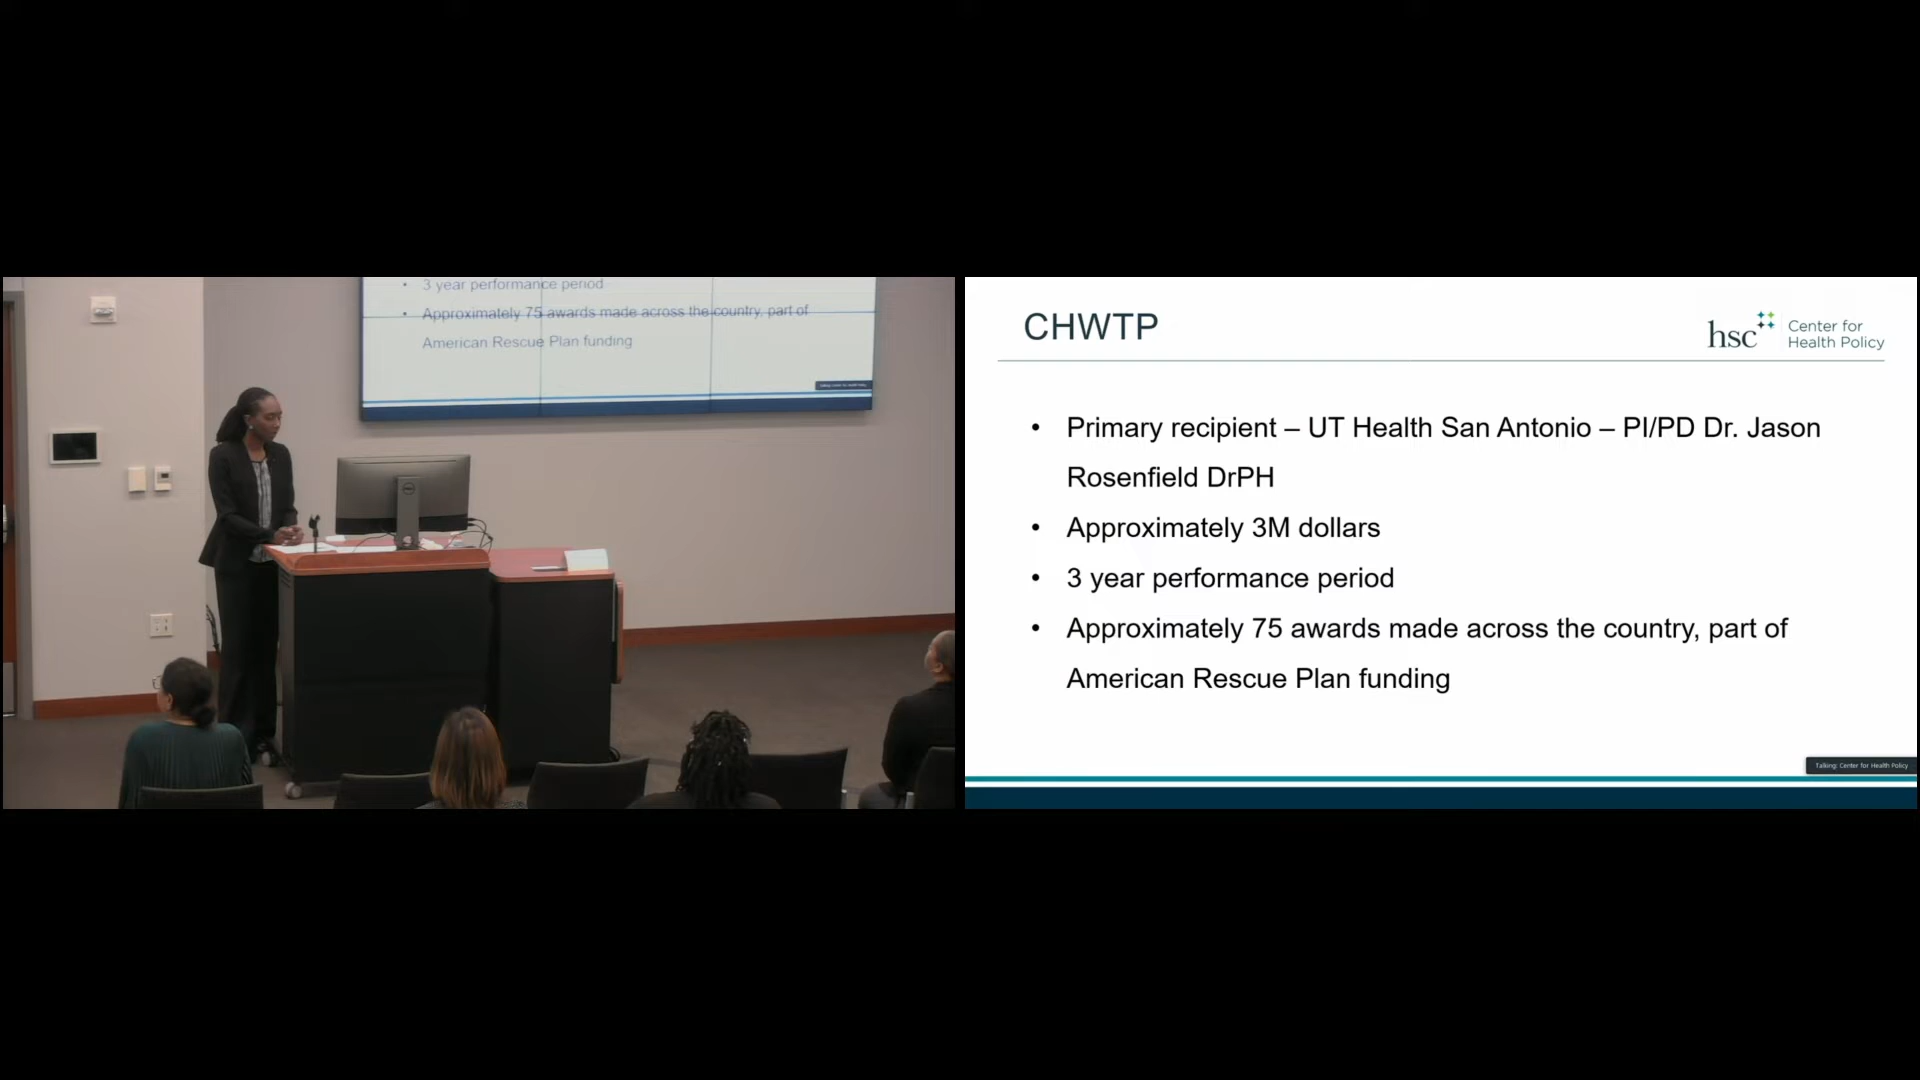 3 year performance period
Approximately 75 awards made across the country, part of
American Rescue Plan funding
CHWTP
hsc Center for
Health Policy
• Primary recipient – UT Health San Antonio – PI/PD Dr. Jason
Rosenfield DrPH
• Approximately 3M dollars
• 3 year performance period
• Approximately 75 awards made across the country, part of
American Rescue Plan funding
Talking: Center for Health Policy